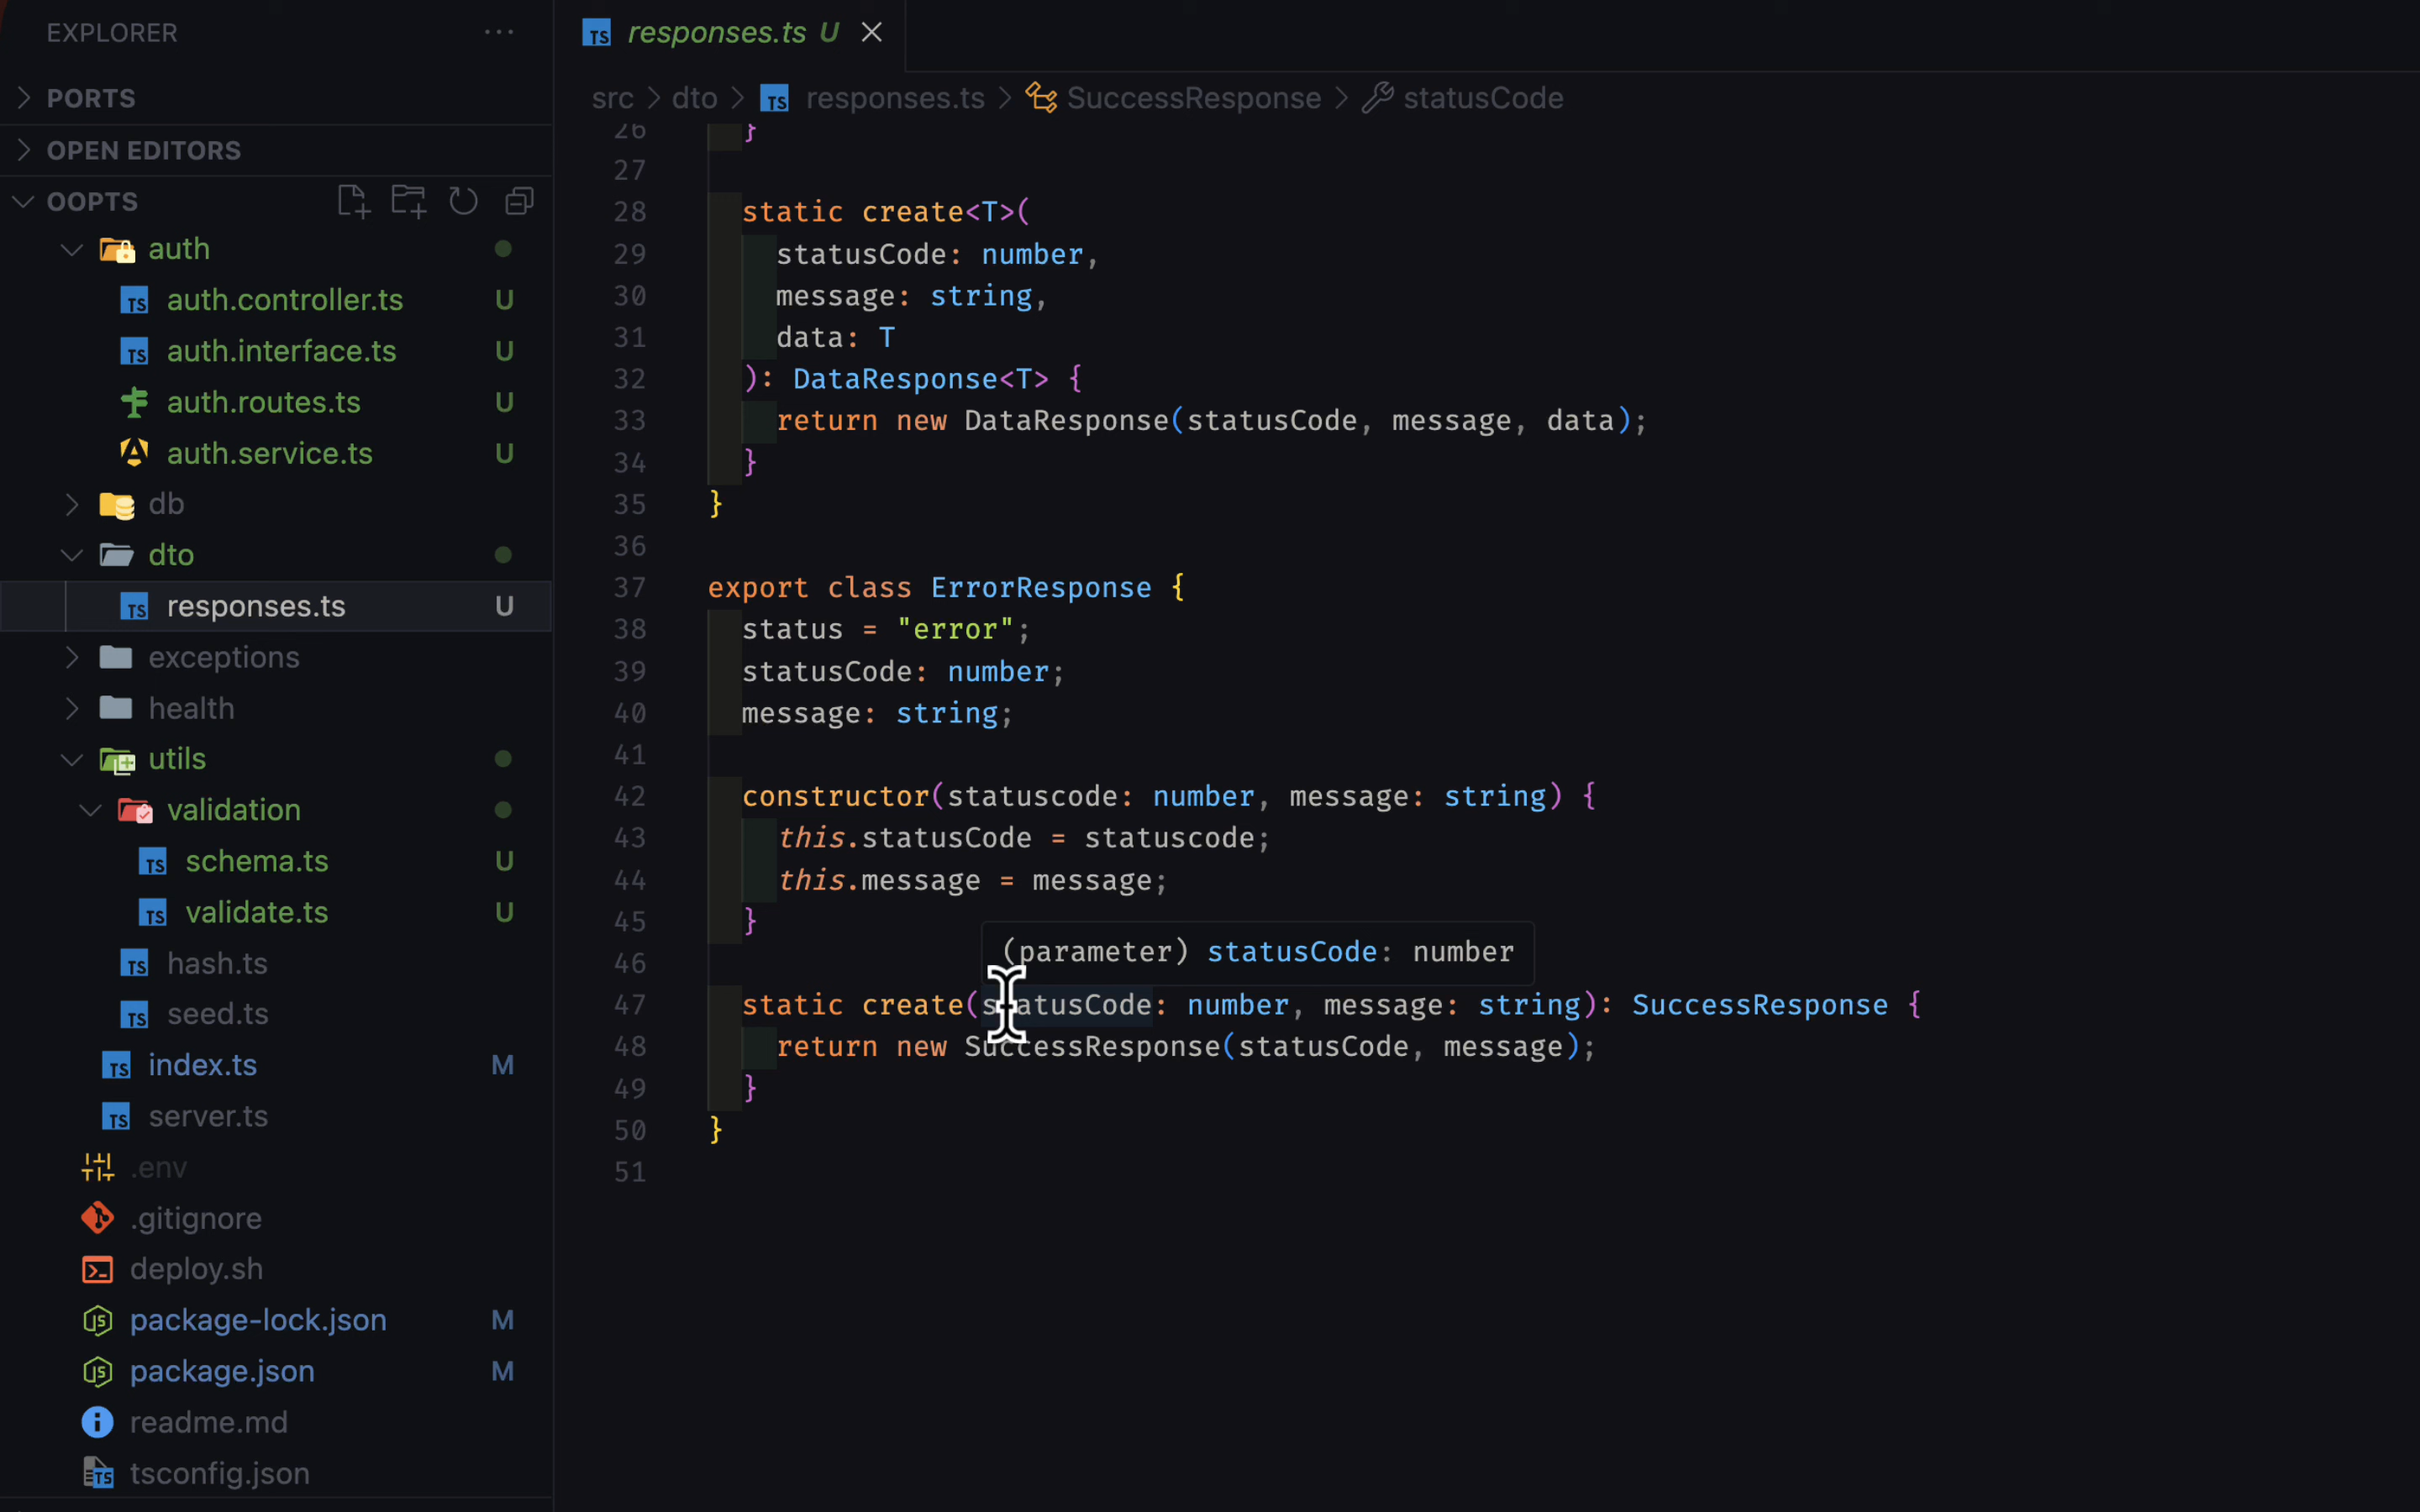 EXPLORER
PORTS
OPEN EDITORS
OOPTS
auth
auth.controller.ts U
auth.interface.ts U
auth.routes.ts U
auth.service.ts U
db
dto
responses.ts U
exceptions
health
utils
validation
schema.ts U
validate.ts U
hash.ts
seed.ts
index.ts M
server.ts
.env
.gitignore
deploy.sh
package-lock.json M
package.json M
readme.md
tsconfig.json
responses.ts U
src > dto > TS responses.ts > SuccessResponse > statusCode
26 }
27
28 static create<T>(
29 statusCode: number,
30 message: string,
31 data: T
32 ): DataResponse<T> {
33 return new DataResponse(statusCode, message, data);
34 }
35 }
36
37 export class ErrorResponse {
38 status = "error";
39 statusCode: number;
40 message: string;
41
42 constructor(statuscode: number, message: string) {
43 this.statusCode = statuscode;
44 this.message = message;
45 }
(parameter) statusCode: number
46
47 static create(statusCode: number, message: string): SuccessResponse {
48 return new SuccessResponse(statusCode, message);
49 }
50 }
51